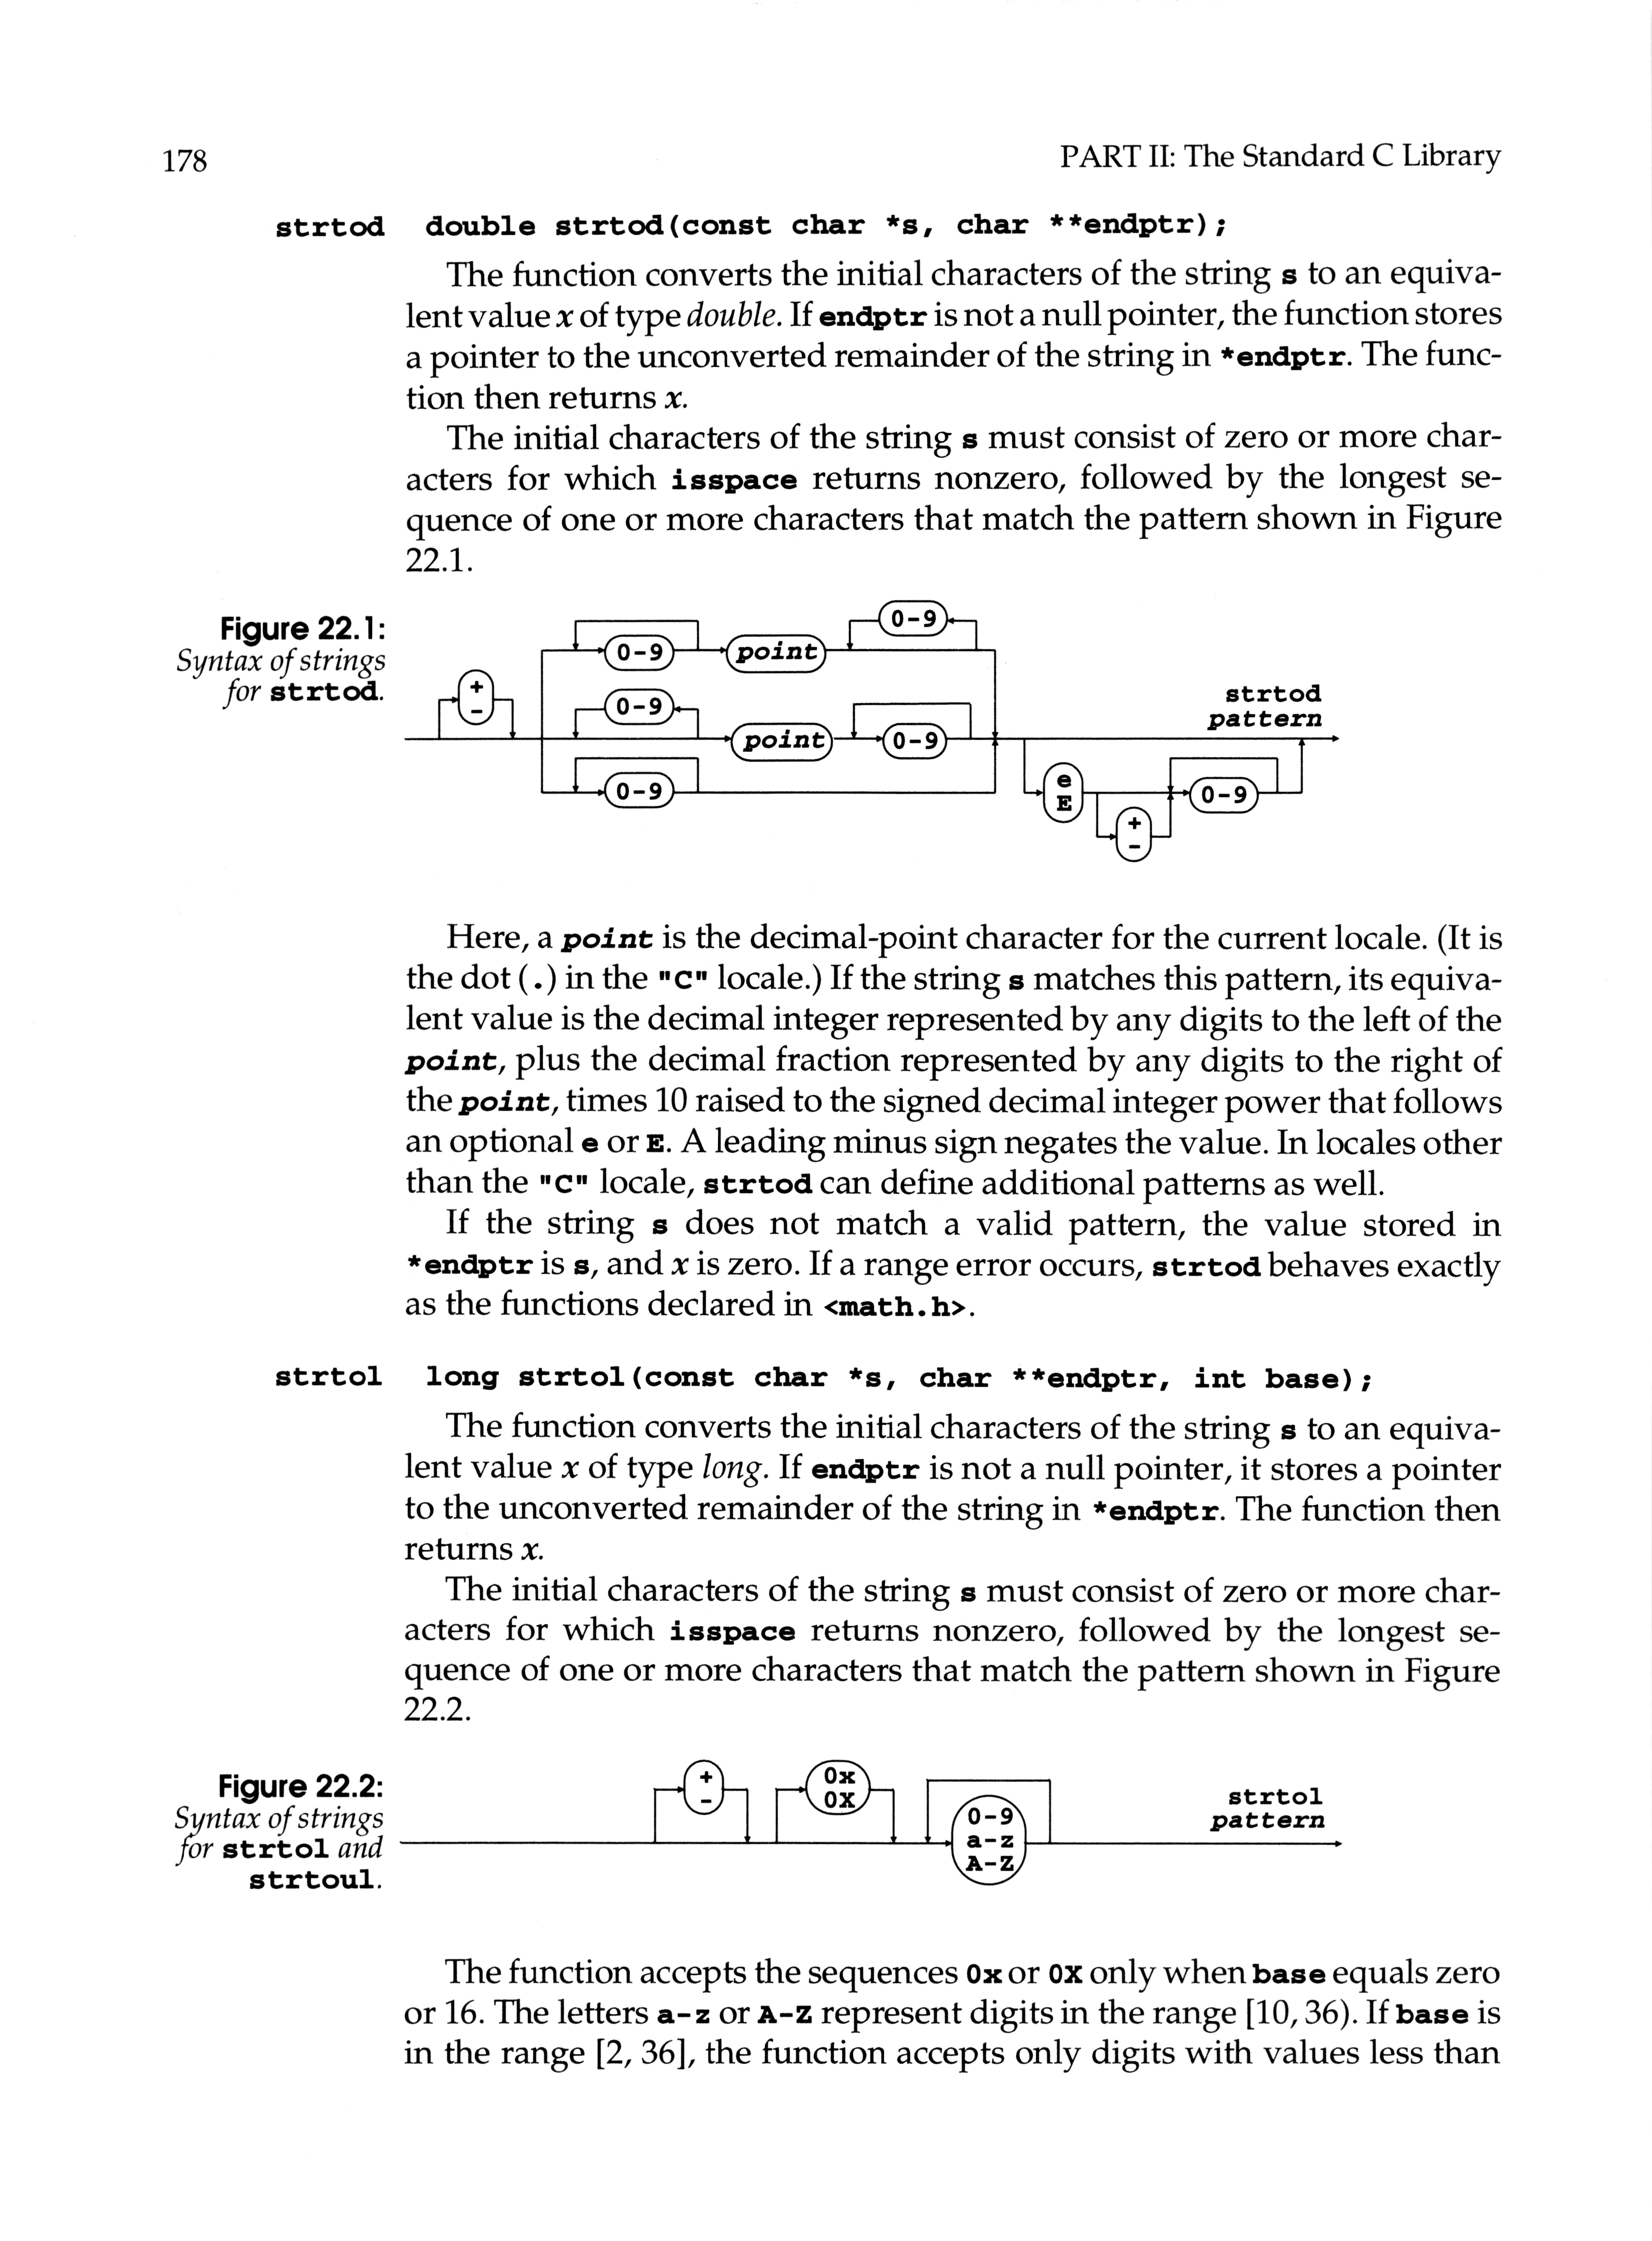 178
PART II: The Standard C Library
strtod double strtod(const char *s, char **endptr);
The function converts the initial characters of the string s to an equiva-
lent value x of type double. If endptr is not a null pointer, the function stores
a pointer to the unconverted remainder of the string in *endptr. The func-
tion then returns x.
The initial characters of the string s must consist of zero or more char-
acters for which isspace returns nonzero, followed by the longest se-
quence of one or more characters that match the pattern shown in Figure
22.1.
Figure 22.1:
Syntax of strings
for strtod.
+
-
0-9
point
0-9
0-9
point
0-9
0-9
e
E
+
-
0-9
strtod
pattern
Here, a point is the decimal-point character for the current locale. (It is
the dot (.) in the "C" locale.) If the string s matches this pattern, its equiva-
lent value is the decimal integer represented by any digits to the left of the
point, plus the decimal fraction represented by any digits to the right of
the point, times 10 raised to the signed decimal integer power that follows
an optional e or E. A leading minus sign negates the value. In locales other
than the "C" locale, strtod can define additional patterns as well.
If the string s does not match a valid pattern, the value stored in
*endptr is s, and x is zero. If a range error occurs, strtod behaves exactly
as the functions declared in <math.h>.
strtol long strtol(const char *s, char **endptr, int base);
The function converts the initial characters of the string s to an equiva-
lent value x of type long. If endptr is not a null pointer, it stores a pointer
to the unconverted remainder of the string in *endptr. The function then
returns x.
The initial characters of the string s must consist of zero or more char-
acters for which isspace returns nonzero, followed by the longest se-
quence of one or more characters that match the pattern shown in Figure
22.2.
Figure 22.2:
Syntax of strings
for strtol and
strtoul.
+
-
0x
0X
0-9
a-z
A-Z
strtol
pattern
The function accepts the sequences 0x or 0X only when base equals zero
or 16. The letters a-z or A-Z represent digits in the range [10, 36). If base is
in the range [2, 36], the function accepts only digits with values less than